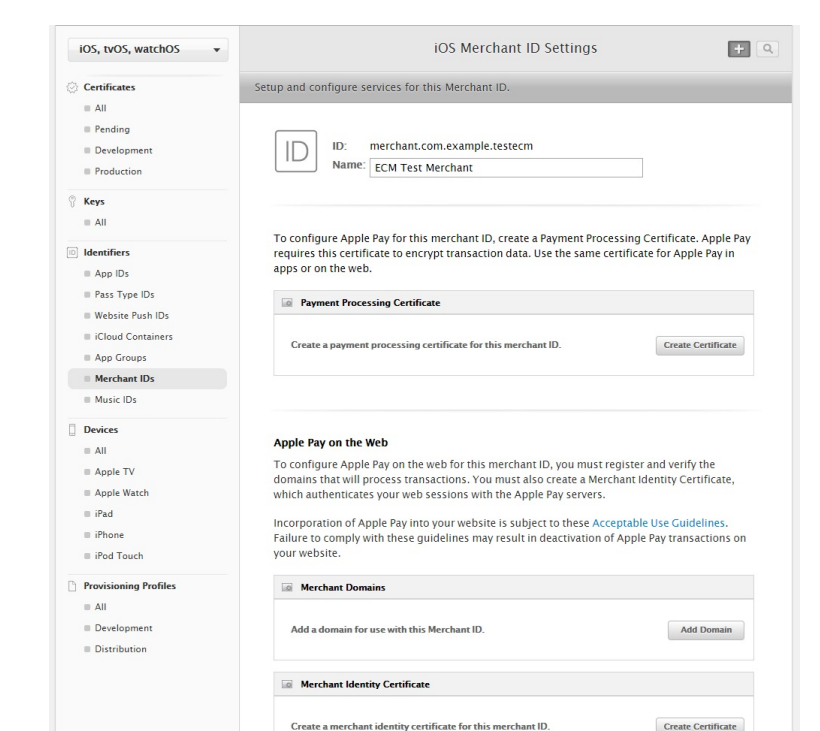 iOS, tvOS, watchOS
iOS Merchant ID Settings
Setup and configure services for this Merchant ID.
Certificates
All
Pending
Development
Production
Keys
All
Identifiers
App IDs
Pass Type IDs
Website Push IDs
iCloud Containers
App Groups
Merchant IDs
Music IDs
Devices
All
Apple TV
Apple Watch
iPad
iPhone
iPod Touch
Provisioning Profiles
All
Development
Distribution
ID
ID: merchant.com.example.testecm
Name: ECM Test Merchant
To configure Apple Pay for this merchant ID, create a Payment Processing Certificate. Apple Pay
requires this certificate to encrypt transaction data. Use the same certificate for Apple Pay in
apps or on the web.
Payment Processing Certificate
Create a payment processing certificate for this merchant ID.
Create Certificate
Apple Pay on the Web
To configure Apple Pay on the web for this merchant ID, you must register and verify the
domains that will process transactions. You must also create a Merchant Identity Certificate,
which authenticates your web sessions with the Apple Pay servers.
Incorporation of Apple Pay into your website is subject to these Acceptable Use Guidelines.
Failure to comply with these guidelines may result in deactivation of Apple Pay transactions on
your website.
Merchant Domains
Add a domain for use with this Merchant ID.
Add Domain
Merchant Identity Certificate
Create a merchant identity certificate for this merchant ID.
Create Certificate